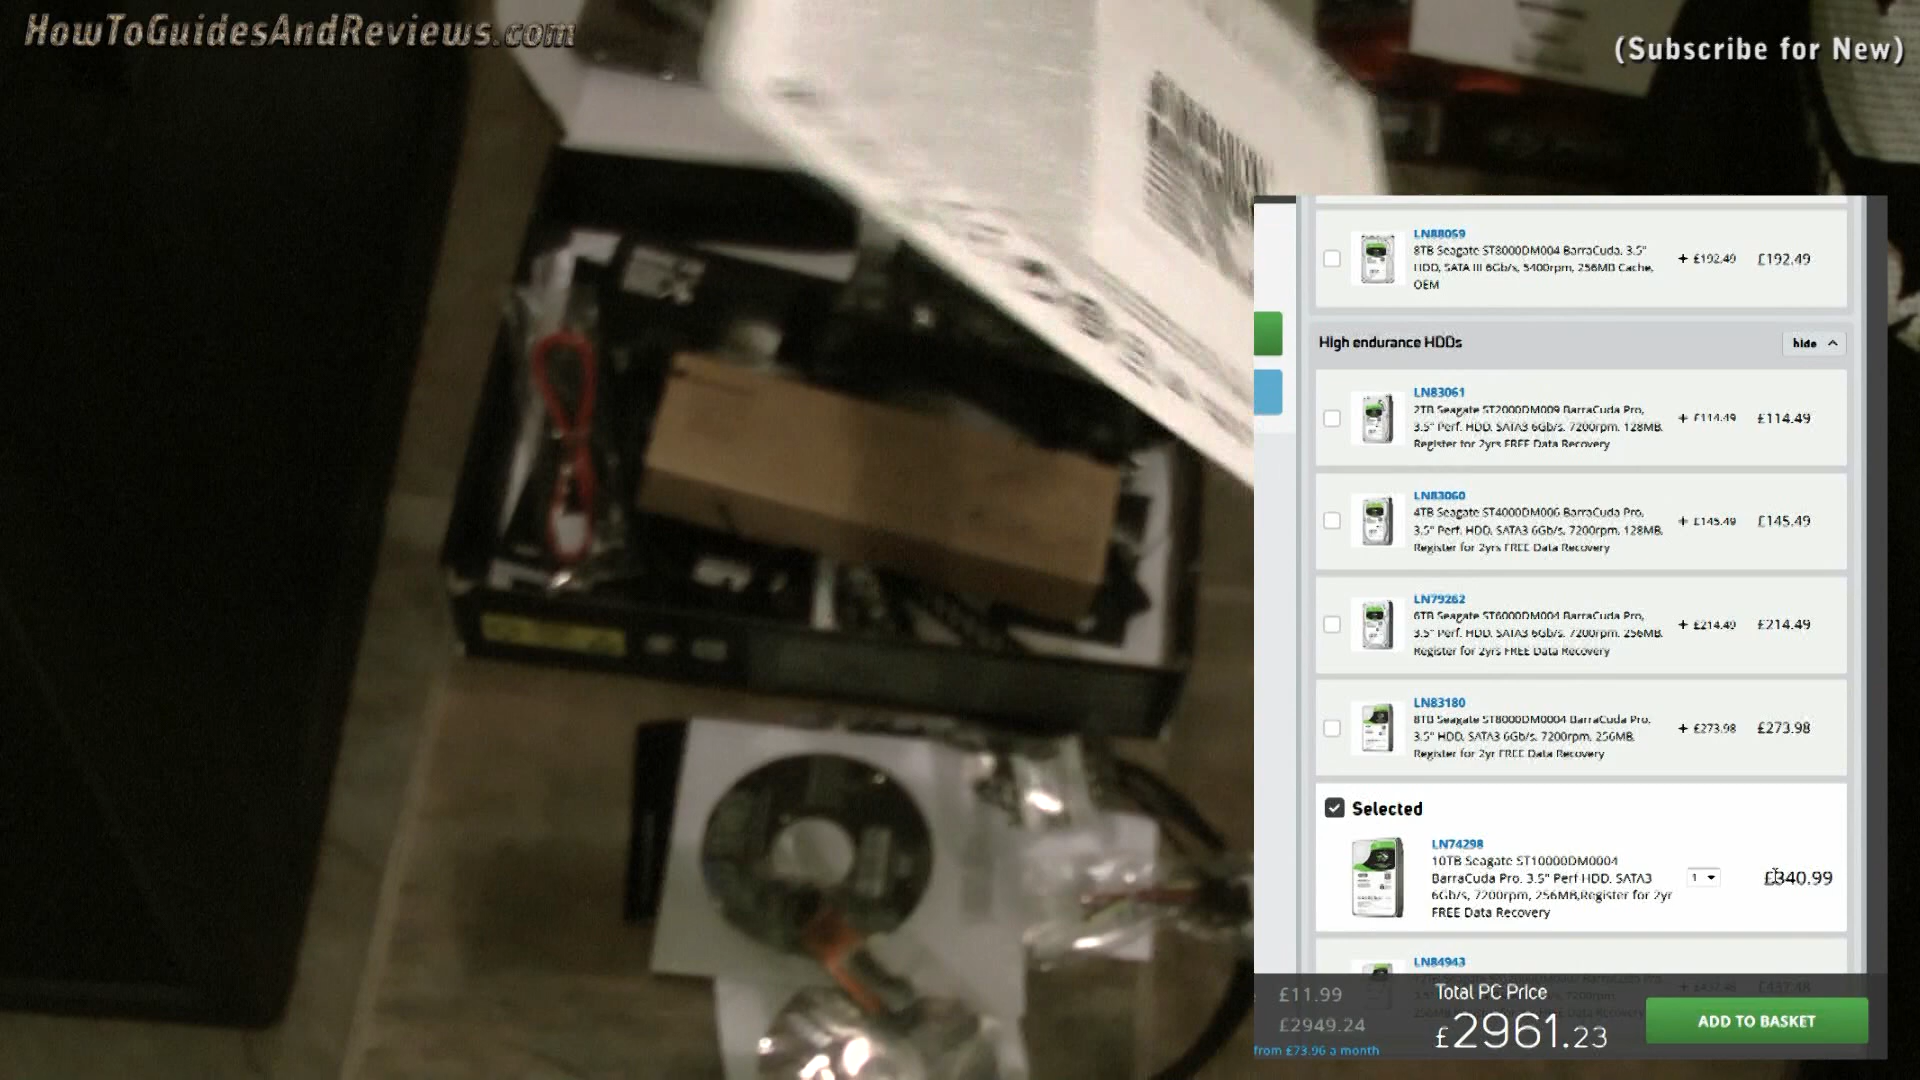 HowToGuidesAndReviews.com
(Subscribe for New)
LN88059
8TB Seagate ST8000DM004 BarraCuda, 3.5"
HDD, SATA III 6Gb/s, 5400rpm, 256MB Cache,
OEM
+ £192.49 £192.49
High endurance HDDs
hide
LN83061
2TB Seagate ST2000DM009 BarraCuda Pro,
3.5" Perf. HDD, SATA3 6Gb/s, 7200rpm, 128MB,
Register for 2yrs FREE Data Recovery
+ £114.49 £114.49
LN83060
4TB Seagate ST4000DM006 BarraCuda Pro,
3.5" Perf. HDD, SATA3 6Gb/s, 7200rpm, 128MB,
Register for 2yrs FREE Data Recovery
+ £145.49 £145.49
LN79262
6TB Seagate ST6000DM004 BarraCuda Pro,
3.5" Perf. HDD, SATA3 6Gb/s, 7200rpm, 256MB,
Register for 2yrs FREE Data Recovery
+ £214.49 £214.49
LN83180
8TB Seagate ST8000DM0004 BarraCuda Pro,
3.5" HDD, SATA3 6Gb/s, 7200rpm, 256MB,
Register for 2yr FREE Data Recovery
+ £273.98 £273.98
Selected
LN74298
10TB Seagate ST10000DM0004
BarraCuda Pro, 3.5" Perf HDD, SATA3
6Gb/s, 7200rpm, 256MB,Register for 2yr
FREE Data Recovery
1
£340.99
LN84943
£11.99
£2949.24
from £73.96 a month
Total PC Price
£2961.23
ADD TO BASKET